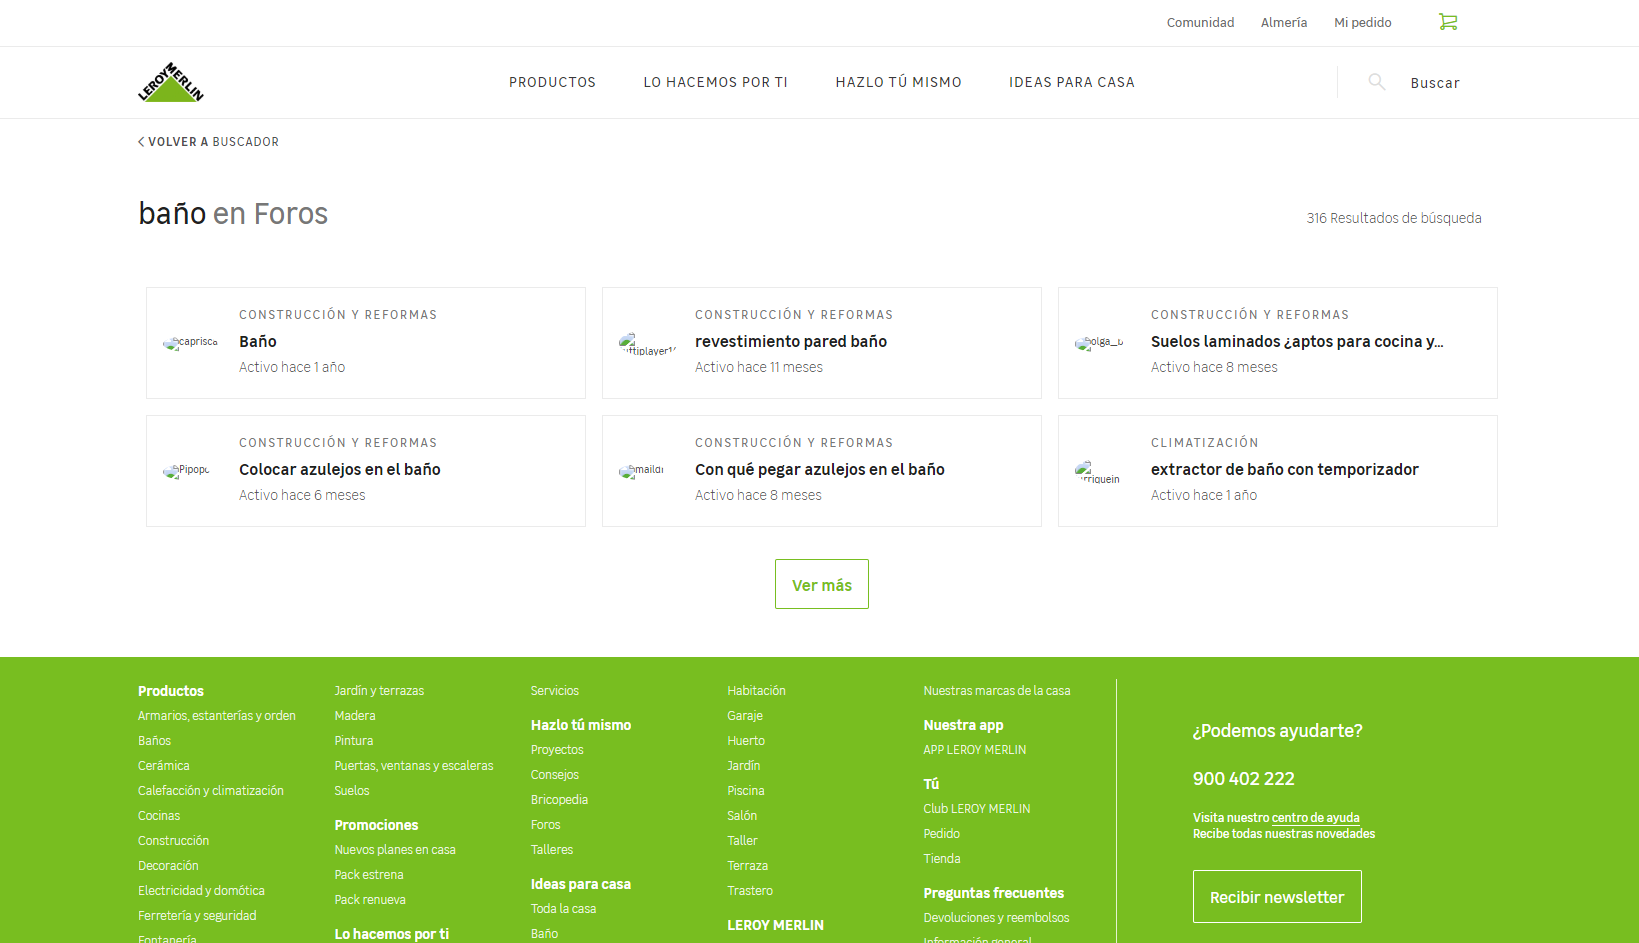 Comunidad Almería Mi pedido
LEROY MERLIN
PRODUCTOS LO HACEMOS POR TI HAZLO TÚ MISMO IDEAS PARA CASA Buscar
VOLVER A BUSCADOR
baño en Foros
316 Resultados de búsqueda
CONSTRUCCIÓN Y REFORMAS
caprisca
Baño
Activo hace 1 año
CONSTRUCCIÓN Y REFORMAS
revestimiento pared baño
Activo hace 11 meses
CONSTRUCCIÓN Y REFORMAS
Suelos laminados ¿aptos para cocina y...
Activo hace 8 meses
CONSTRUCCIÓN Y REFORMAS
Colocar azulejos en el baño
Activo hace 6 meses
CONSTRUCCIÓN Y REFORMAS
Con qué pegar azulejos en el baño
Activo hace 8 meses
CLIMATIZACIÓN
extractor de baño con temporizador
Activo hace 1 año
Ver más
Productos
Armarios, estanterías y orden
Baños
Cerámica
Calefacción y climatización
Cocinas
Construcción
Decoración
Electricidad y domótica
Ferretería y seguridad
Fontanería
Jardín y terrazas
Madera
Pintura
Puertas, ventanas y escaleras
Suelos
Promociones
Nuevos planes en casa
Pack estrena
Pack renueva
Lo hacemos por ti
Servicios
Hazlo tú mismo
Proyectos
Consejos
Bricopedia
Foros
Talleres
Ideas para casa
Toda la casa
Baño
Habitación
Garaje
Huerto
Jardín
Piscina
Salón
Taller
Terraza
Trastero
LEROY MERLIN
Nuestras marcas de la casa
Nuestra app
APP LEROY MERLIN
Tú
Club LEROY MERLIN
Pedido
Tienda
Preguntas frecuentes
Devoluciones y reembolsos
Información general
¿Podemos ayudarte?
900 402 222
Visita nuestro centro de ayuda
Recibe todas nuestras novedades
Recibir newsletter